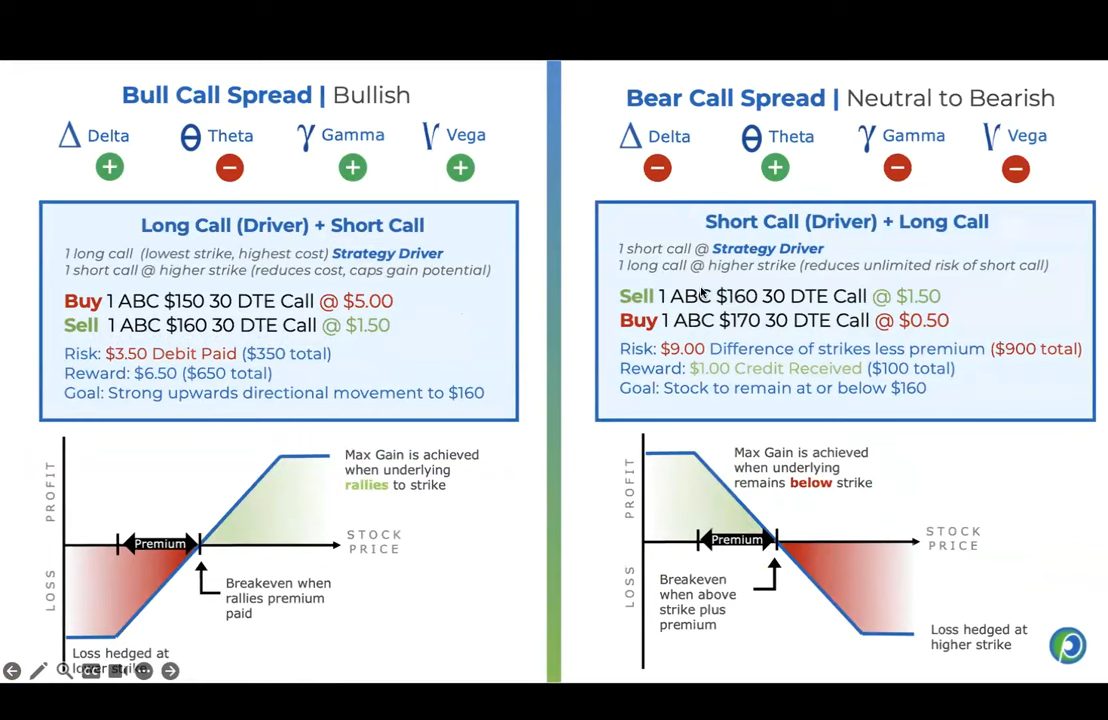 Bull Call Spread | Bullish
Δ Delta
Θ Theta
γ Gamma
V Vega
Long Call (Driver) + Short Call
1 long call (lowest strike, highest cost) Strategy Driver
1 short call @ higher strike (reduces cost, caps gain potential)
Buy 1 ABC $150 30 DTE Call @ $5.00
Sell 1 ABC $160 30 DTE Call @ $1.50
Risk: $3.50 Debit Paid ($350 total)
Reward: $6.50 ($650 total)
Goal: Strong upwards directional movement to $160
PROFIT
LOSS
Max Gain is achieved
when underlying
rallies to strike
Premium
STOCK
PRICE
Breakeven when
rallies premium
paid
Loss hedged at
lower strike
CC
Bear Call Spread | Neutral to Bearish
Δ Delta
Θ Theta
γ Gamma
V Vega
Short Call (Driver) + Long Call
1 short call @ Strategy Driver
1 long call @ higher strike (reduces unlimited risk of short call)
Sell 1 ABC $160 30 DTE Call @ $1.50
Buy 1 ABC $170 30 DTE Call @ $0.50
Risk: $9.00 Difference of strikes less premium ($900 total)
Reward: $1.00 Credit Received ($100 total)
Goal: Stock to remain at or below $160
PROFIT
LOSS
Max Gain is achieved
when underlying
remains below strike
Premium
STOCK
PRICE
Breakeven
when above
strike plus
premium
Loss hedged at
higher strike